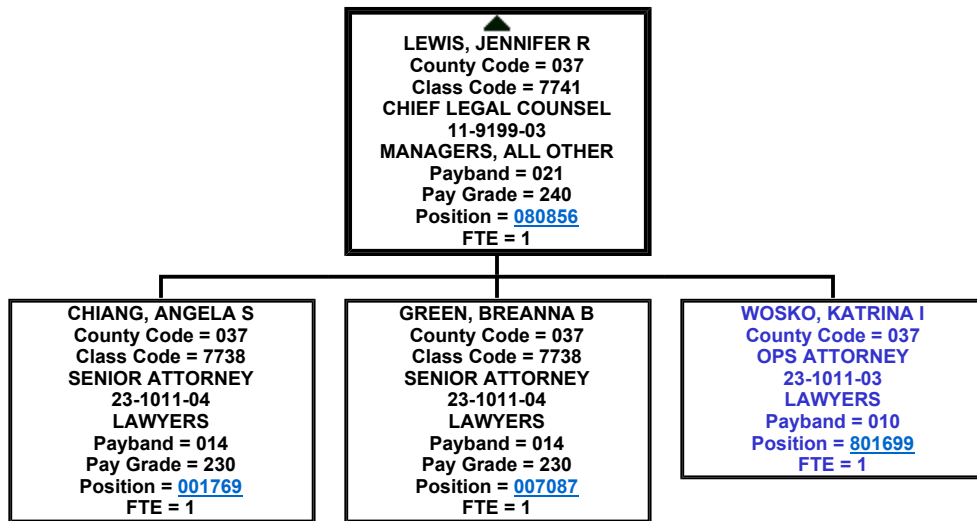 LEWIS, JENNIFER R
County Code = 037
Class Code = 7741
CHIEF LEGAL COUNSEL
11-9199-03
MANAGERS, ALL OTHER
Payband = 021
Pay Grade = 240
Position = 080856
FTE = 1
CHIANG, ANGELA S
County Code = 037
Class Code = 7738
SENIOR ATTORNEY
23-1011-04
LAWYERS
Payband = 014
Pay Grade = 230
Position = 001769
FTE = 1
GREEN, BREANNA B
County Code = 037
Class Code = 7738
SENIOR ATTORNEY
23-1011-04
LAWYERS
Payband = 014
Pay Grade = 230
Position = 007087
FTE = 1
WOSKO, KATRINA I
County Code = 037
OPS ATTORNEY
23-1011-03
LAWYERS
Payband = 010
Position = 801699
FTE = 1